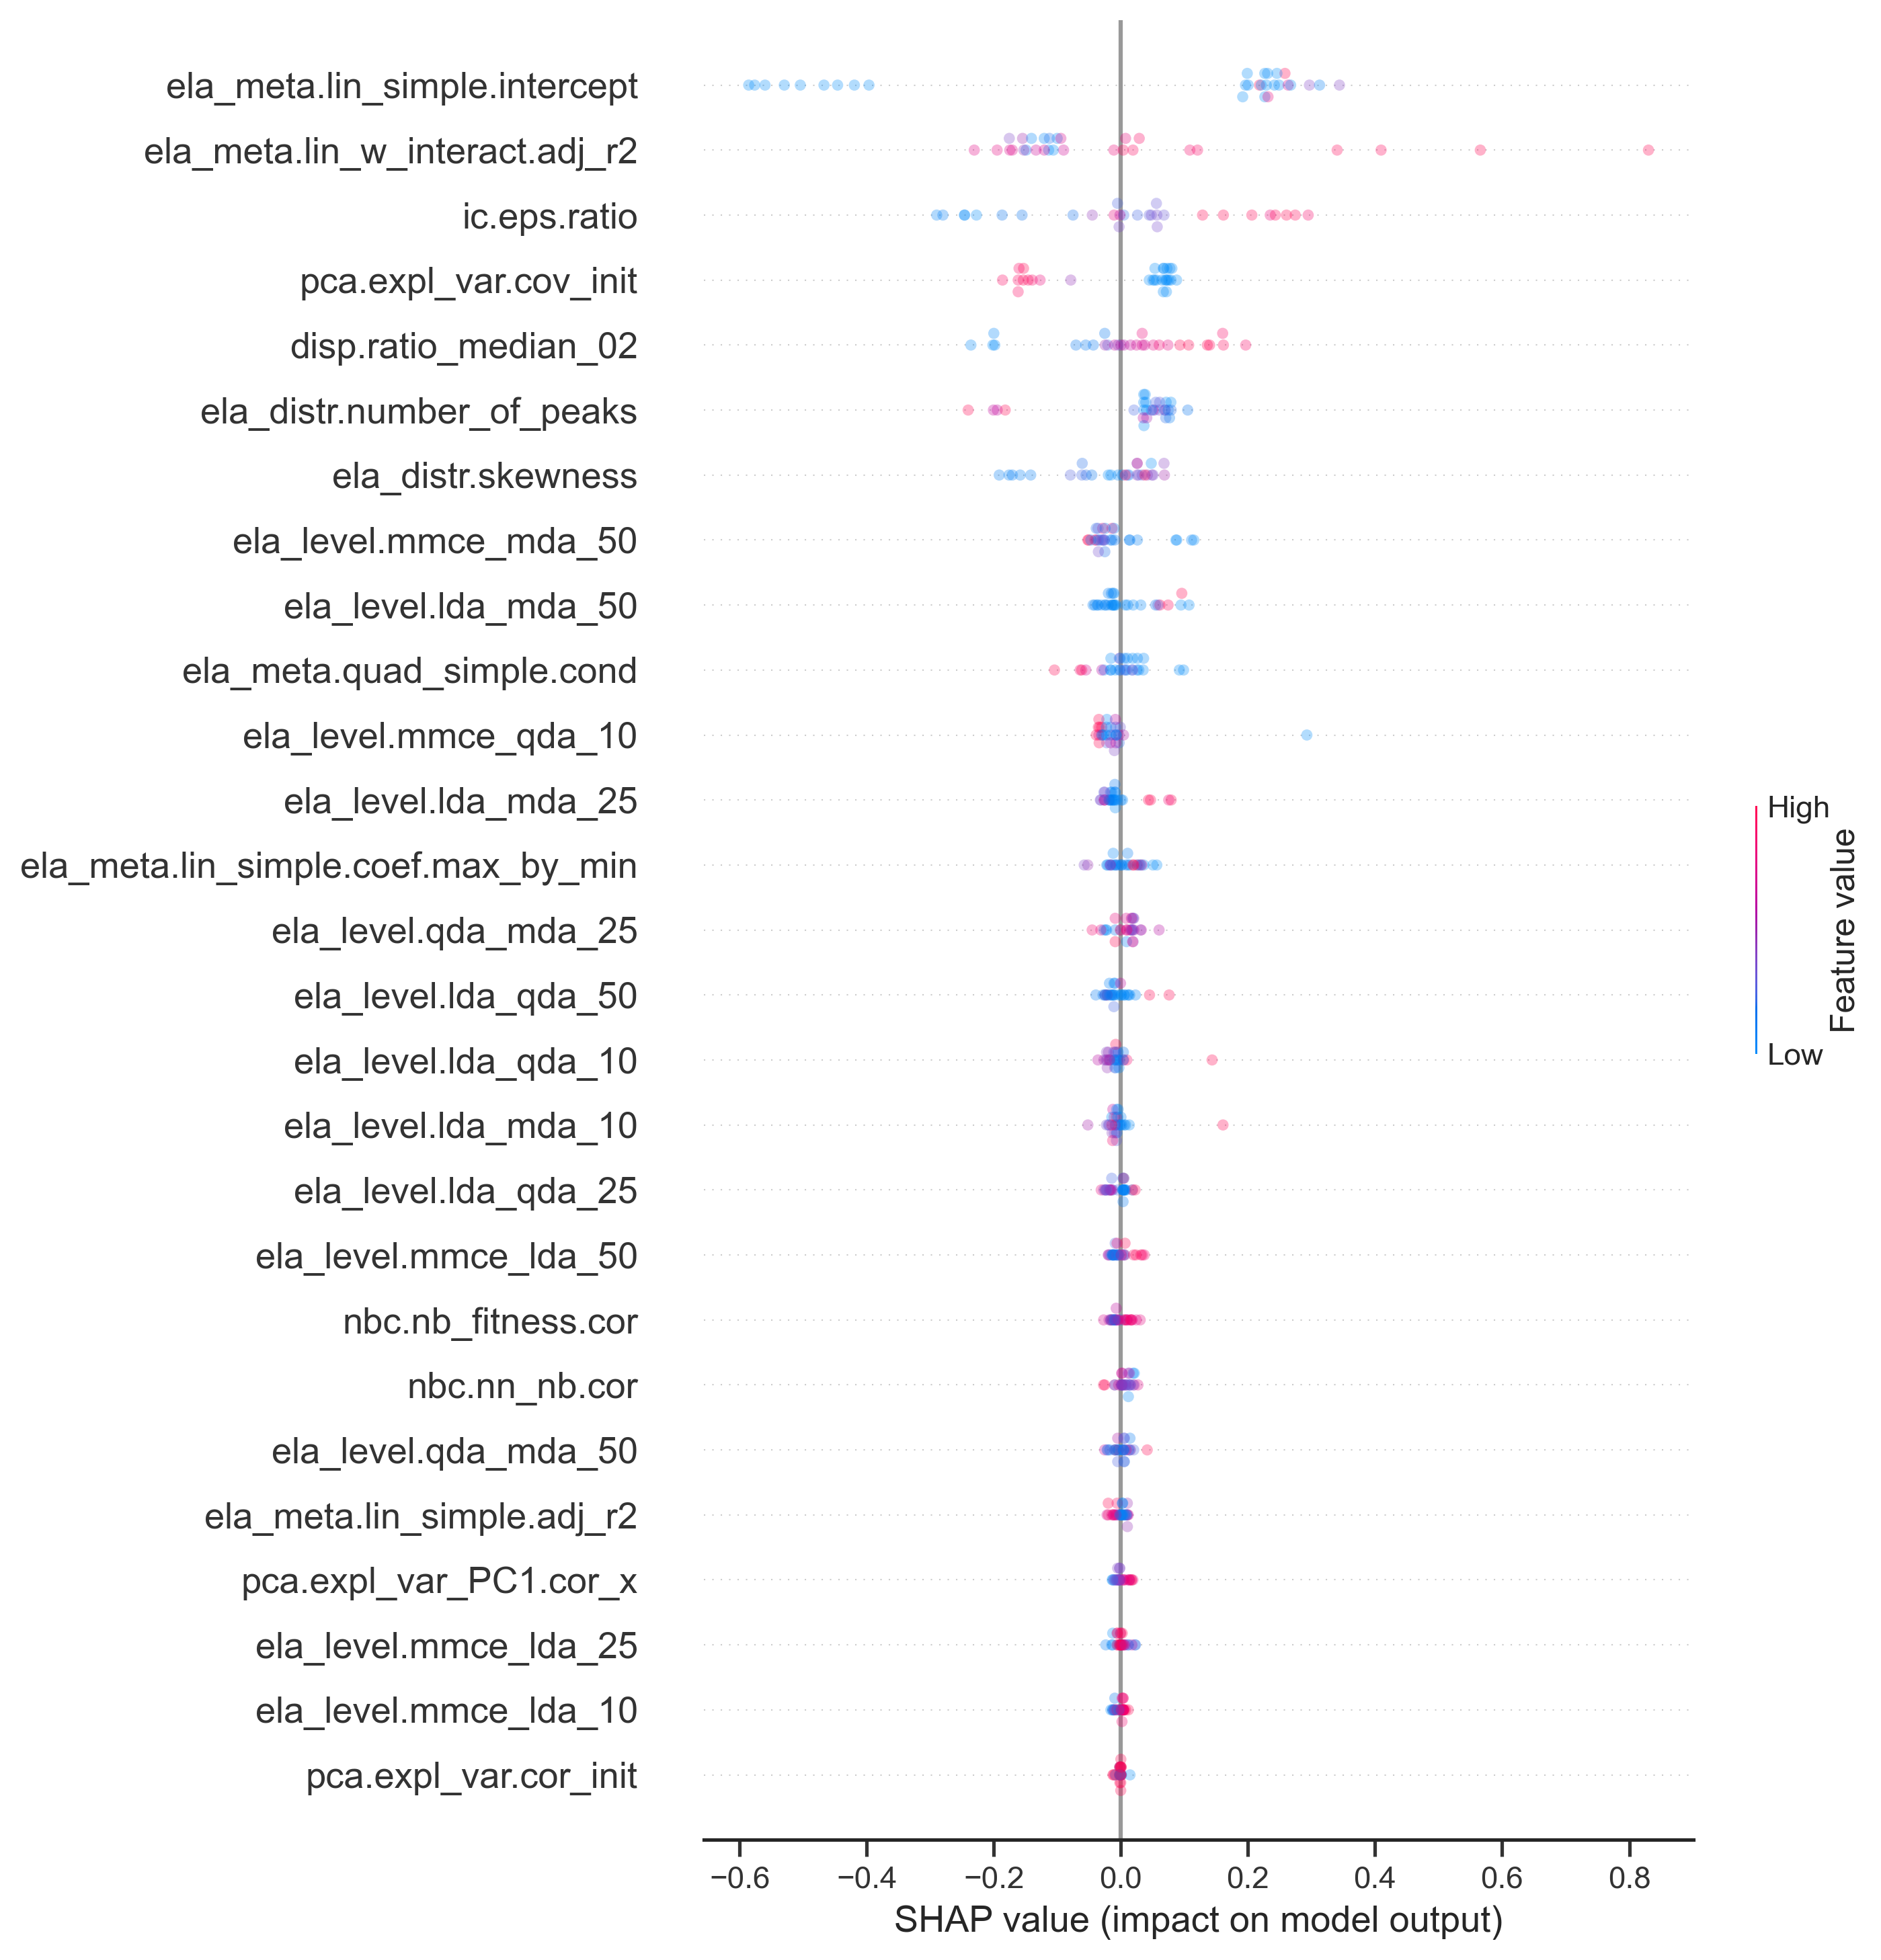 ela_meta.lin_simple.intercept
ela_meta.lin_w_interact.adj_r2
ic.eps.ratio
pca.expl_var.cov_init
disp.ratio_median_02
ela_distr.number_of_peaks
ela_distr.skewness
ela_level.mmce_mda_50
ela_level.lda_mda_50
ela_meta.quad_simple.cond
ela_level.mmce_qda_10
ela_level.lda_mda_25
ela_meta.lin_simple.coef.max_by_min
ela_level.qda_mda_25
ela_level.lda_qda_50
ela_level.lda_qda_10
ela_level.lda_mda_10
ela_level.lda_qda_25
ela_level.mmce_lda_50
nbc.nb_fitness.cor
nbc.nn_nb.cor
ela_level.qda_mda_50
ela_meta.lin_simple.adj_r2
pca.expl_var_PC1.cor_x
ela_level.mmce_lda_25
ela_level.mmce_lda_10
pca.expl_var.cor_init
−0.6 −0.4 −0.2 0.0 0.2 0.4 0.6 0.8
SHAP value (impact on model output)
High
Feature value
Low